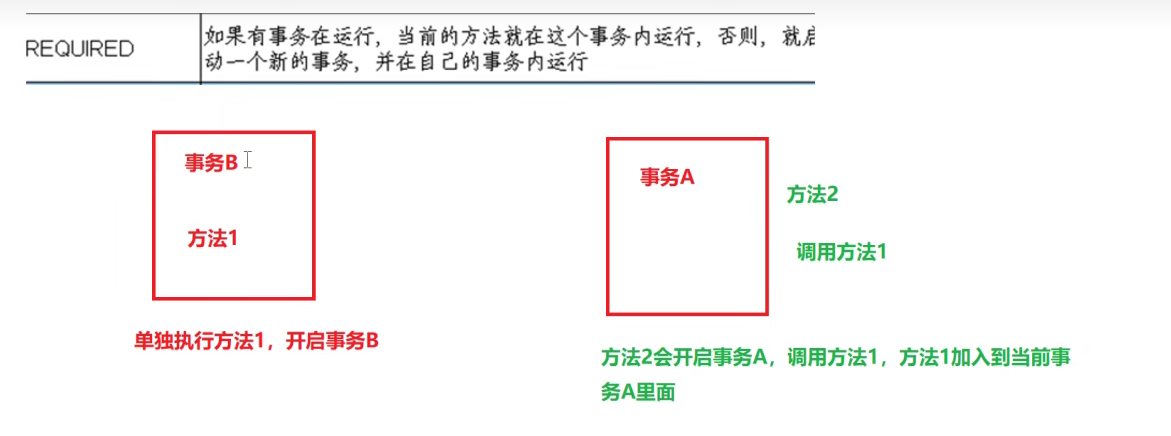 REQUIRED
如果有事务在运行，当前的方法就在这个事务内运行，否则，就启
动一个新的事务，并在自己的事务内运行
事务B
方法1
单独执行方法1，开启事务B
事务A
方法2
调用方法1
方法2会开启事务A，调用方法1，方法1加入到当前事
务A里面